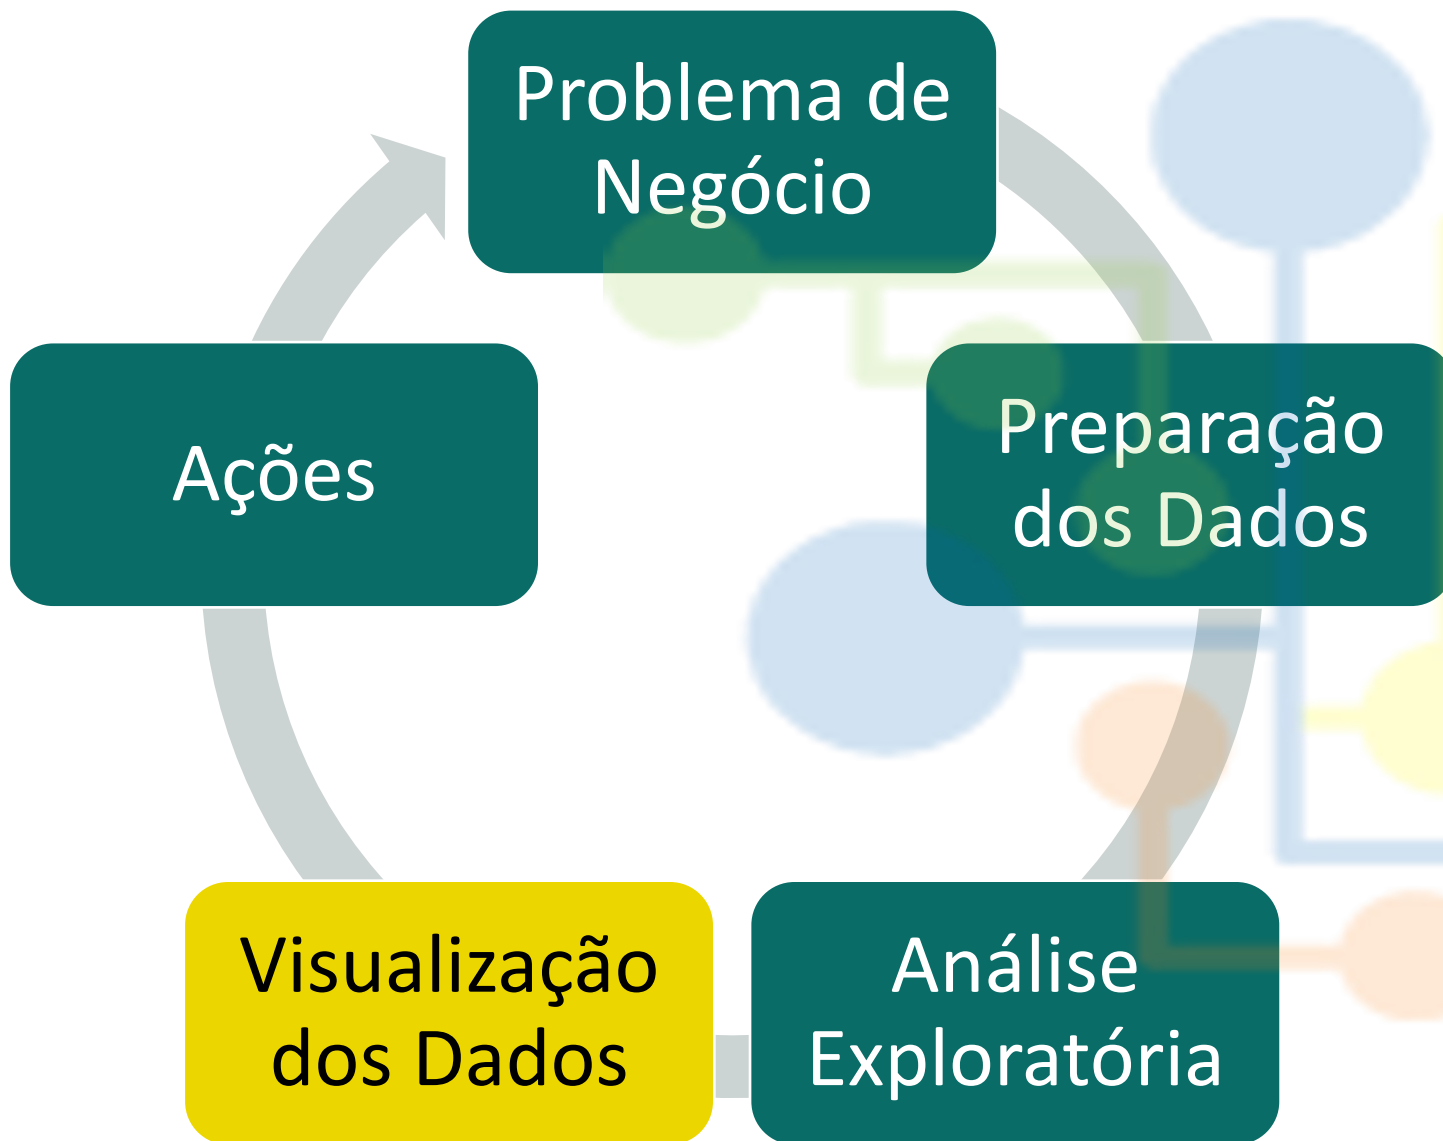 Problema de
Negócio
Preparação
dos Dados
Análise
Exploratória
Visualização
dos Dados
Ações